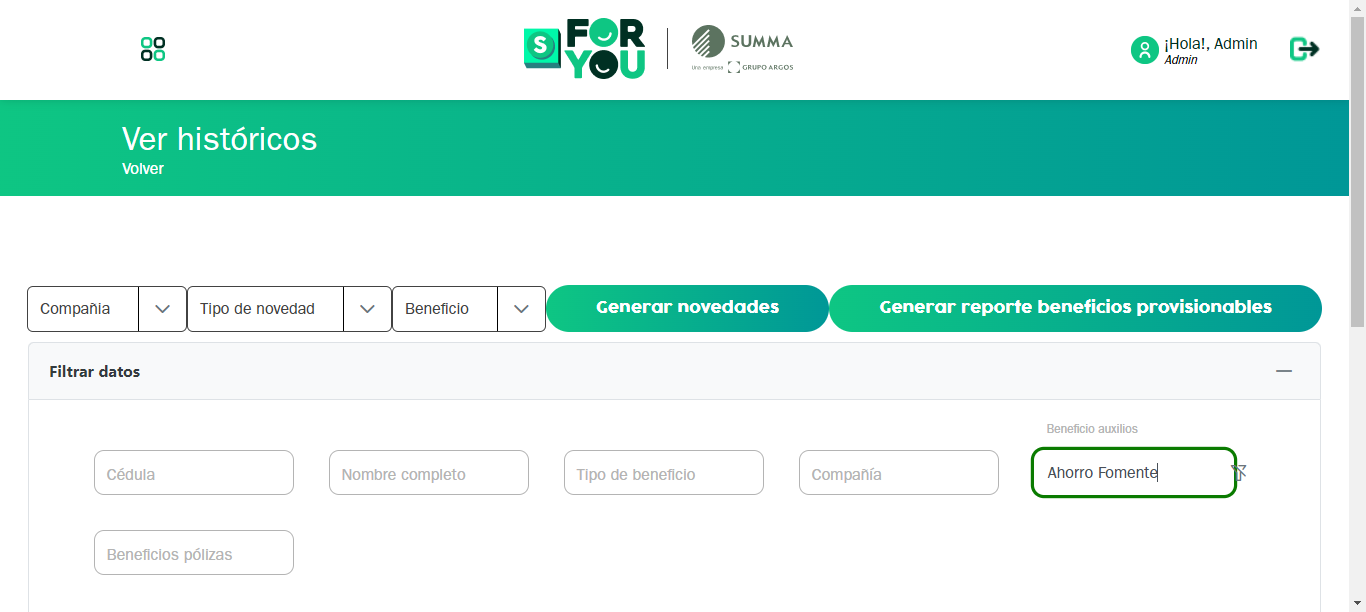 S FOR YOU
SUMMA
Una empresa GRUPO ARGOS
¡Hola!, Admin
Admin
Ver históricos
Volver
Compañia Tipo de novedad Beneficio Generar novedades Generar reporte beneficios provisionables
Filtrar datos
Beneficio auxilios
Cédula Nombre completo Tipo de beneficio Compañía Ahorro Fomente
Beneficios pólizas